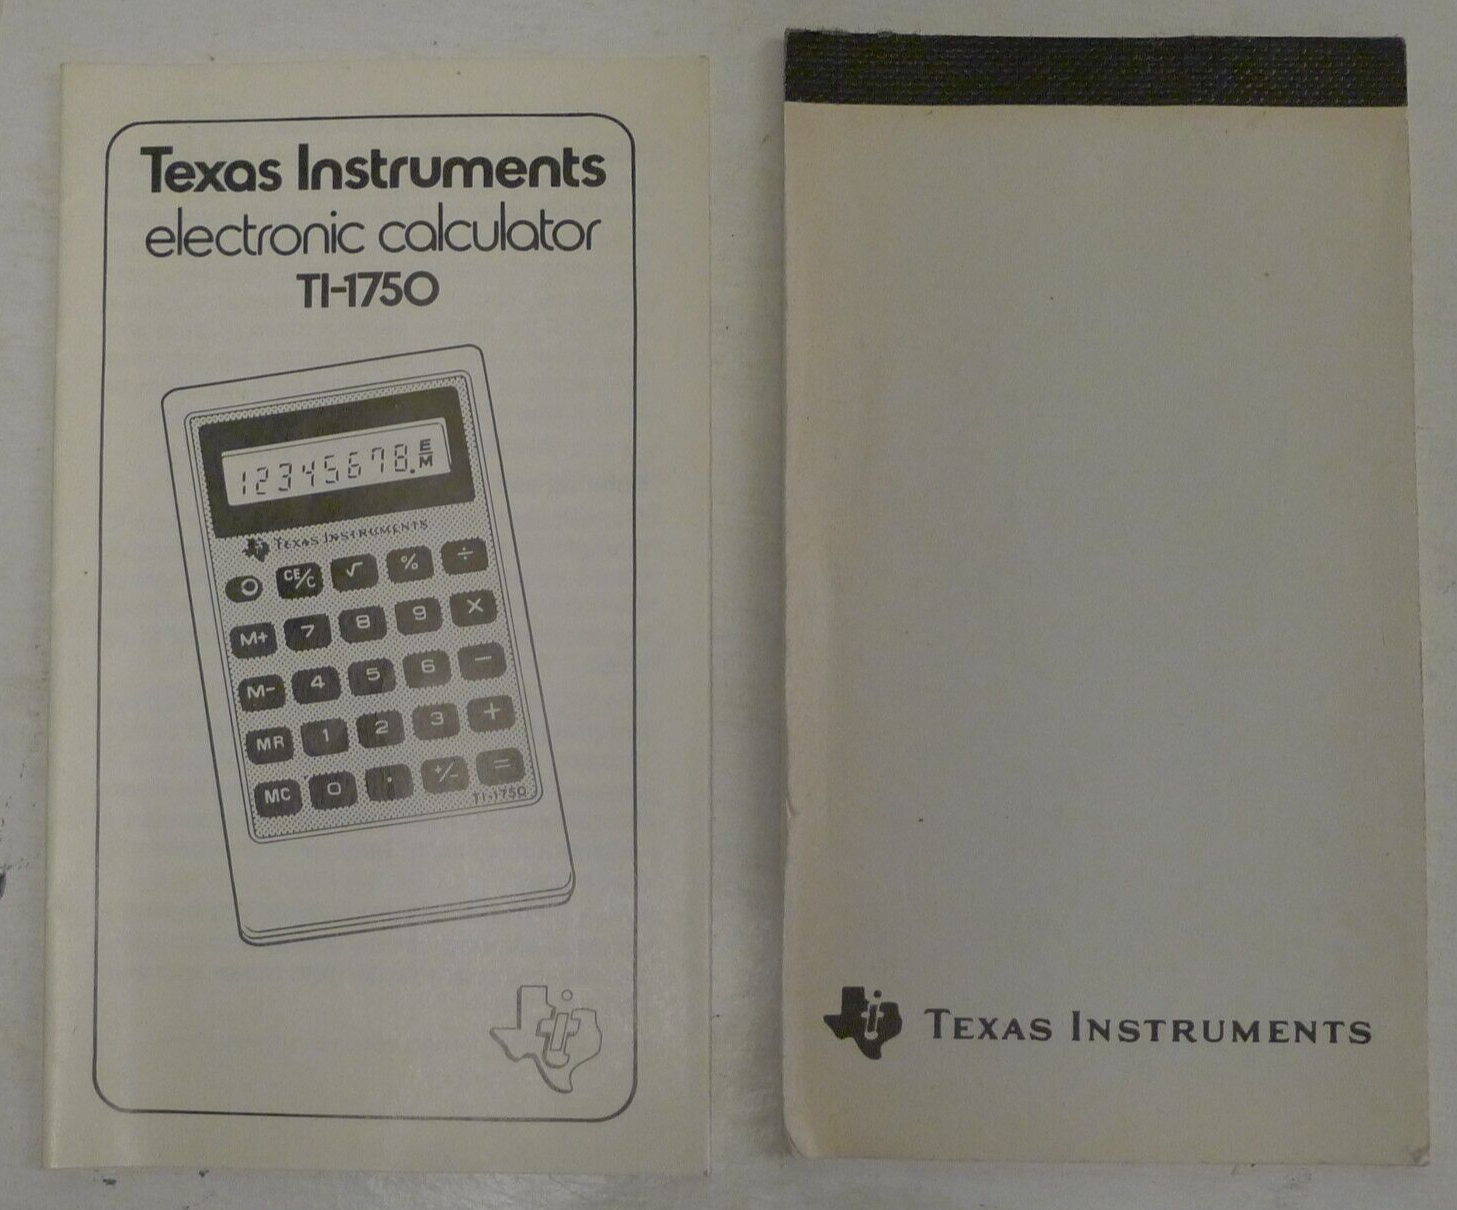 Texas Instruments
electronic calculator
TI-1750
12345678. E
M
TEXAS INSTRUMENTS
CE/C √ % ÷
M+ 7 8 9 X
M- 4 5 6 -
MR 1 2 3 +
MC 0 . +/- =
TI-1750
TEXAS INSTRUMENTS